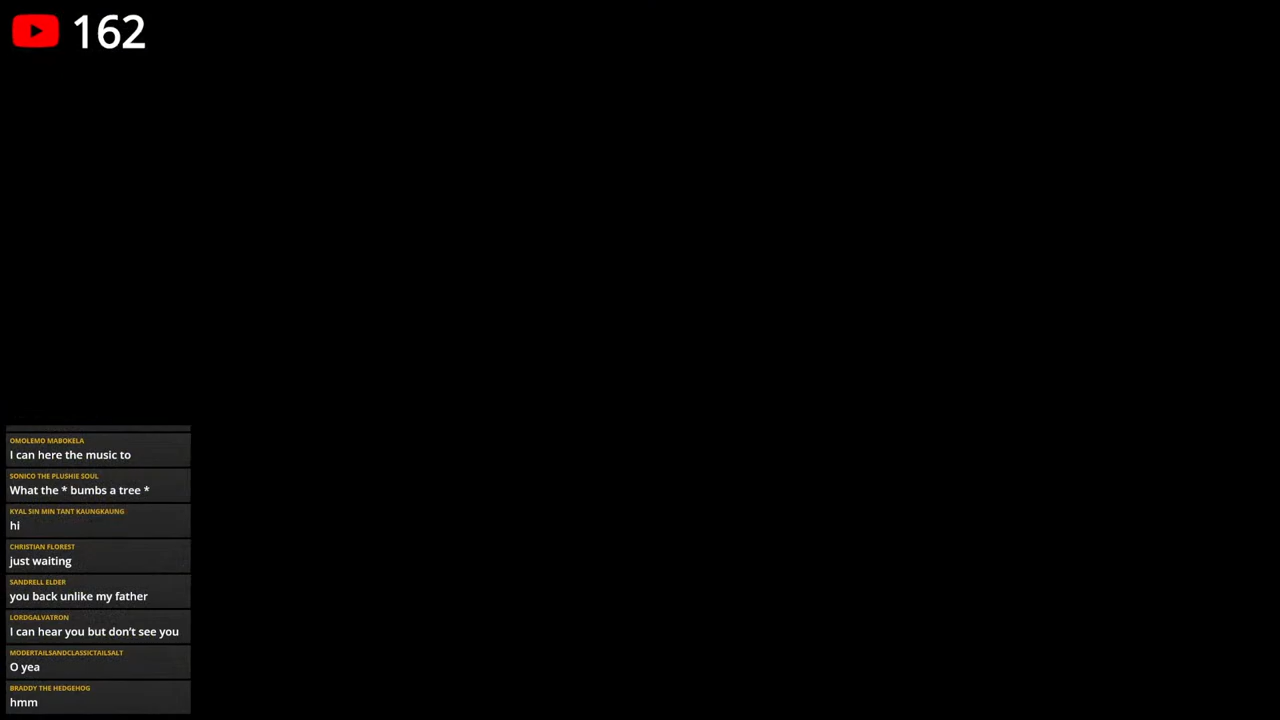 162
OMOLEMO MABOKELA
I can here the music to
SONICO THE PLUSHIE SOUL
What the * bumbs a tree *
KYAL SIN MIN TANT KAUNGKAUNG
hi
CHRISTIAN FLOREST
just waiting
SANDRELL ELDER
you back unlike my father
LORDGALVATRON
I can hear you but don’t see you
MODERTAILSANDCLASSICTAILSALT
O yea
BRADDY THE HEDGEHOG
hmm